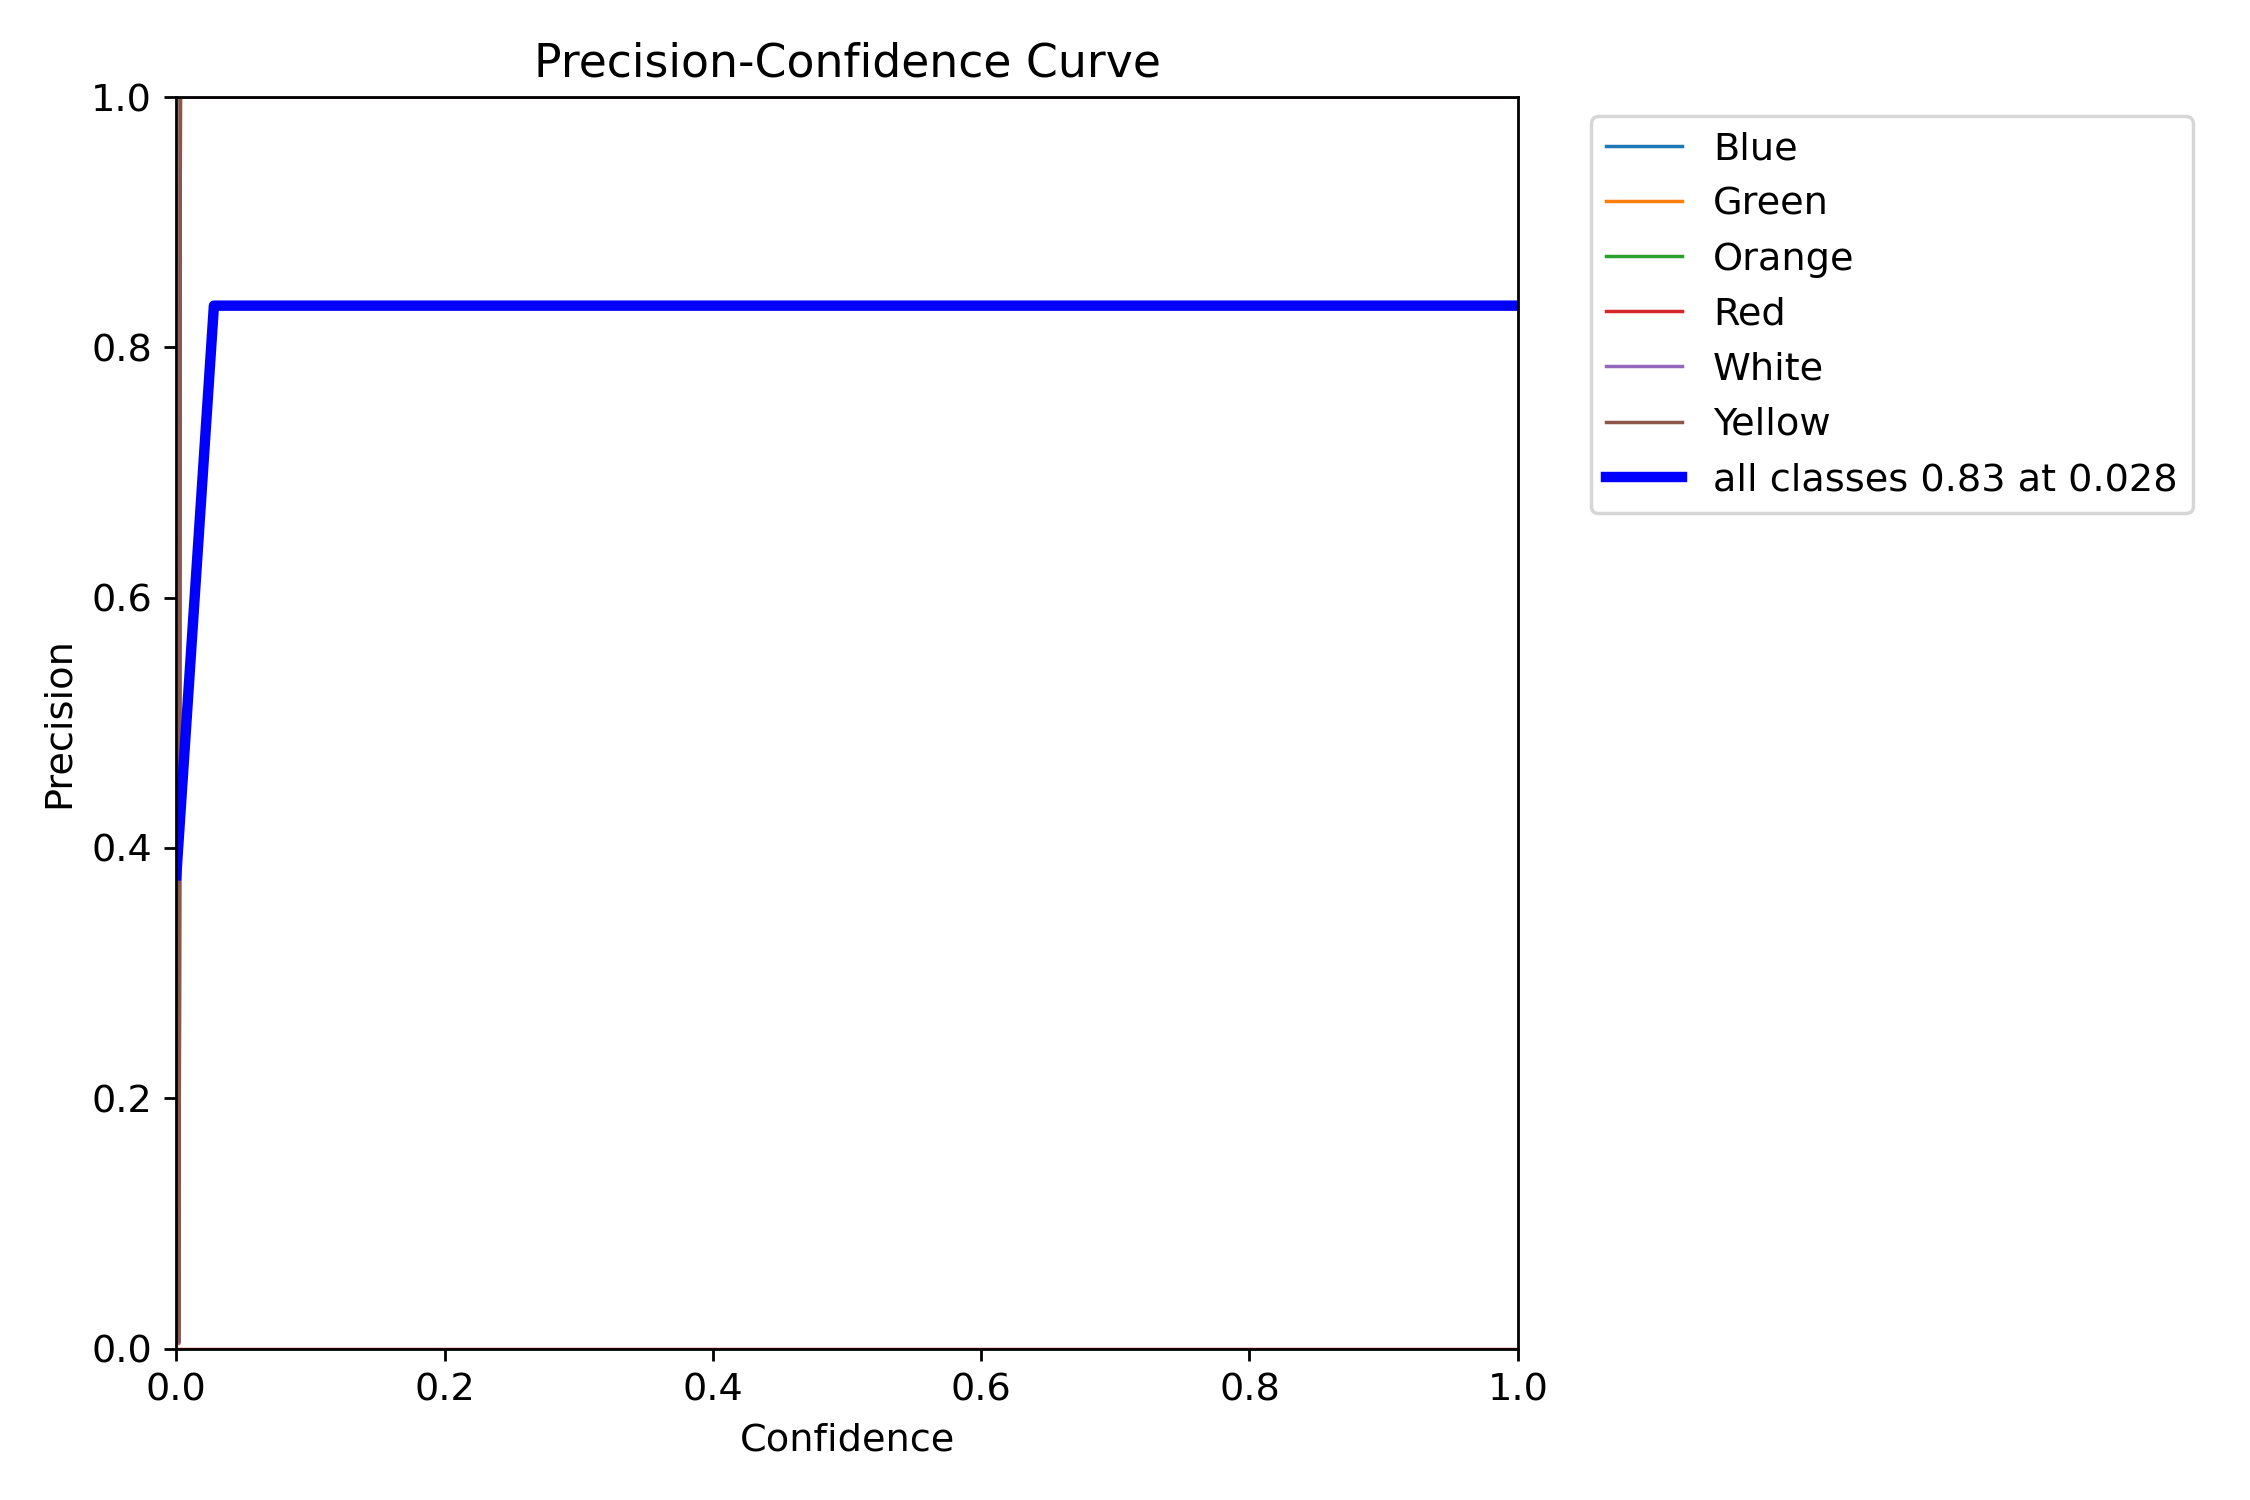 Precision-Confidence Curve
1.0
0.8
0.6
0.4
0.2
0.0
Precision
0.0 0.2 0.4 0.6 0.8 1.0
Confidence
Blue
Green
Orange
Red
White
Yellow
all classes 0.83 at 0.028